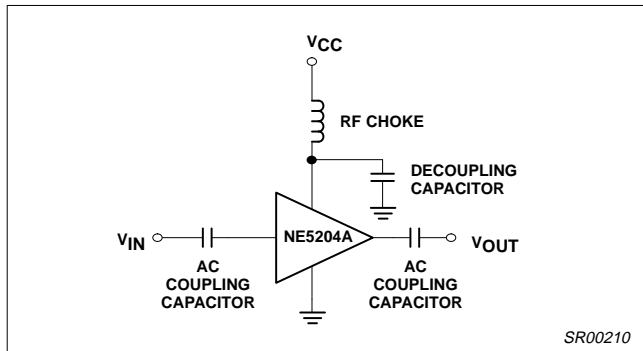 VCC
RF CHOKE
DECOUPLING
CAPACITOR
VIN
NE5204A
VOUT
AC
COUPLING
CAPACITOR
AC
COUPLING
CAPACITOR
SR00210